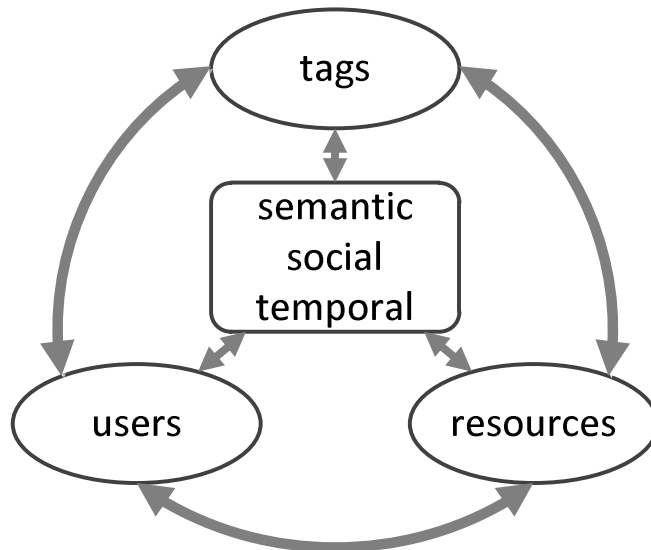 tags
semantic
social
temporal
users
resources